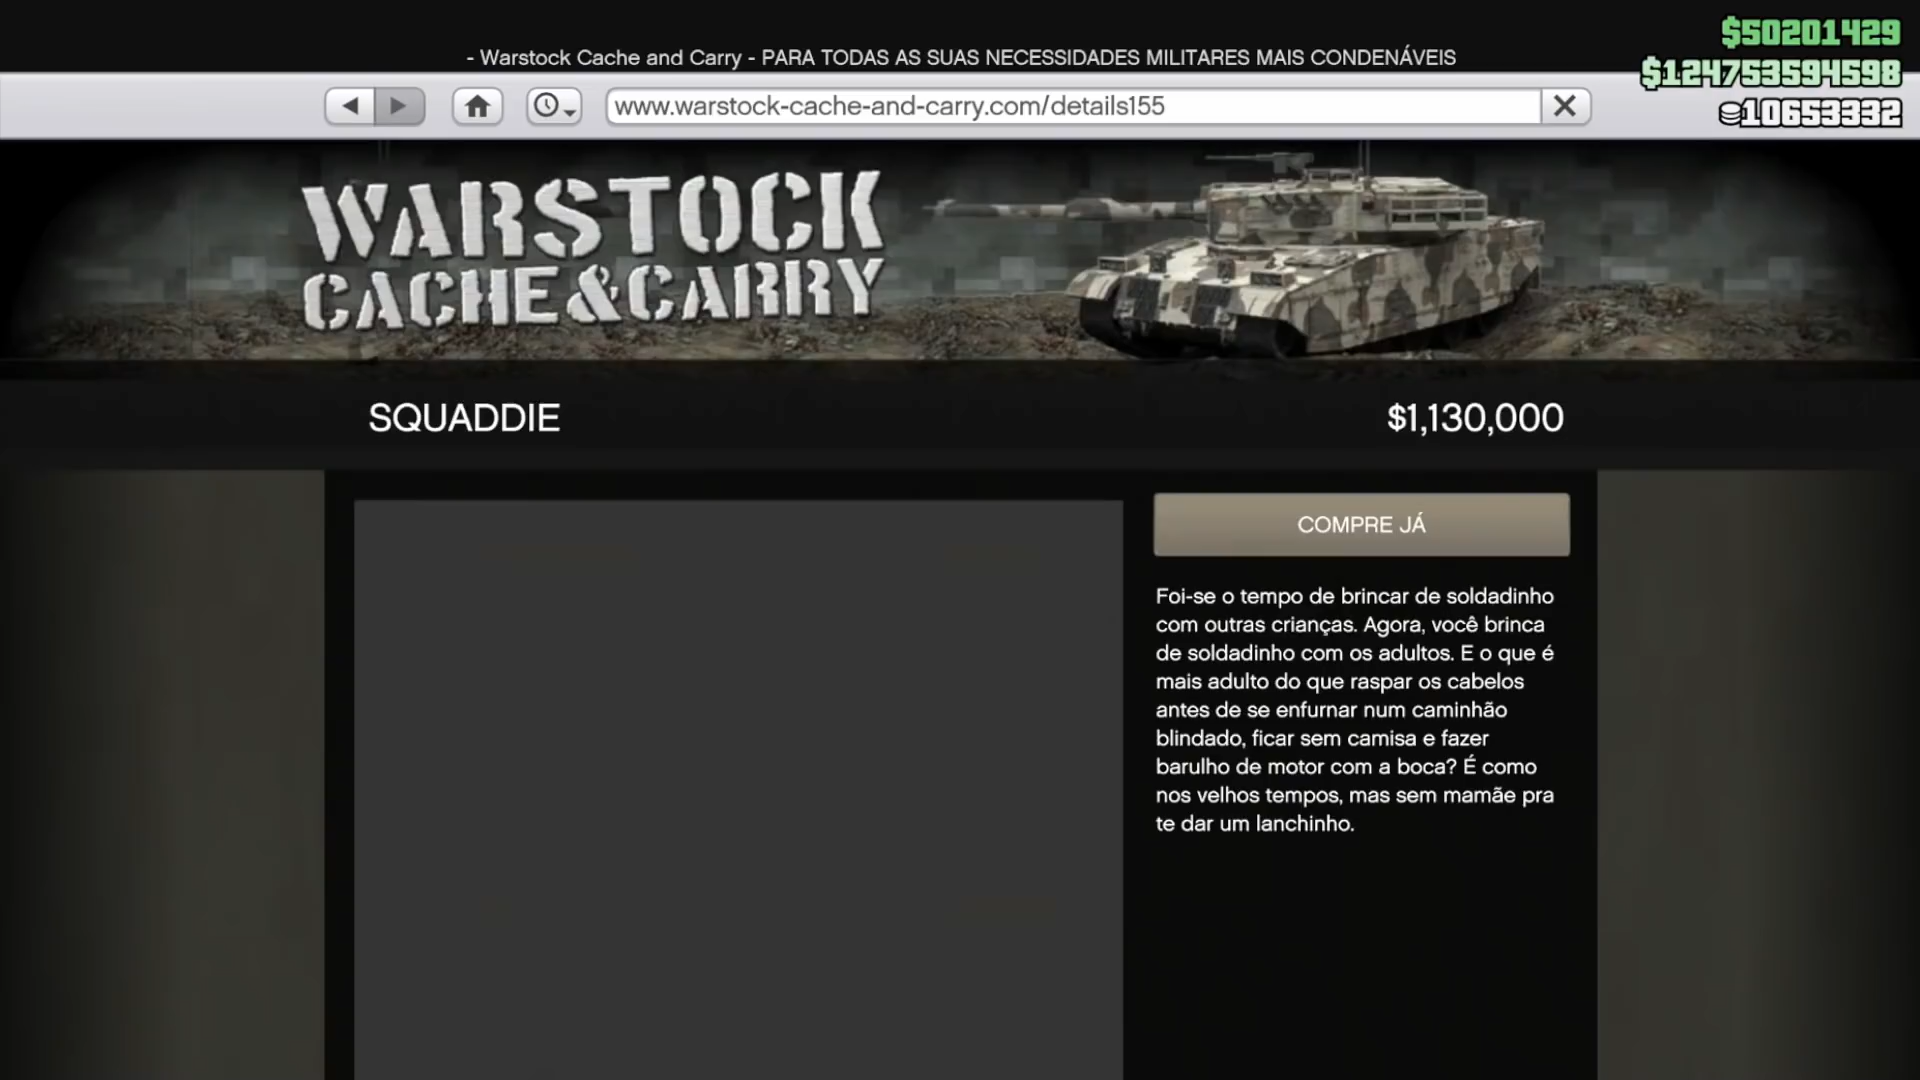 $50201429
- Warstock Cache and Carry - PARA TODAS AS SUAS NECESSIDADES MILITARES MAIS CONDENÁVEIS
$124753594598
www.warstock-cache-and-carry.com/details155
10653332
WARSTOCK
CACHE&CARRY
SQUADDIE
$1,130,000
COMPRE JÁ
Foi-se o tempo de brincar de soldadinho
com outras crianças. Agora, você brinca
de soldadinho com os adultos. E o que é
mais adulto do que raspar os cabelos
antes de se enfurnar num caminhão
blindado, ficar sem camisa e fazer
barulho de motor com a boca? É como
nos velhos tempos, mas sem mamãe pra
te dar um lanchinho.